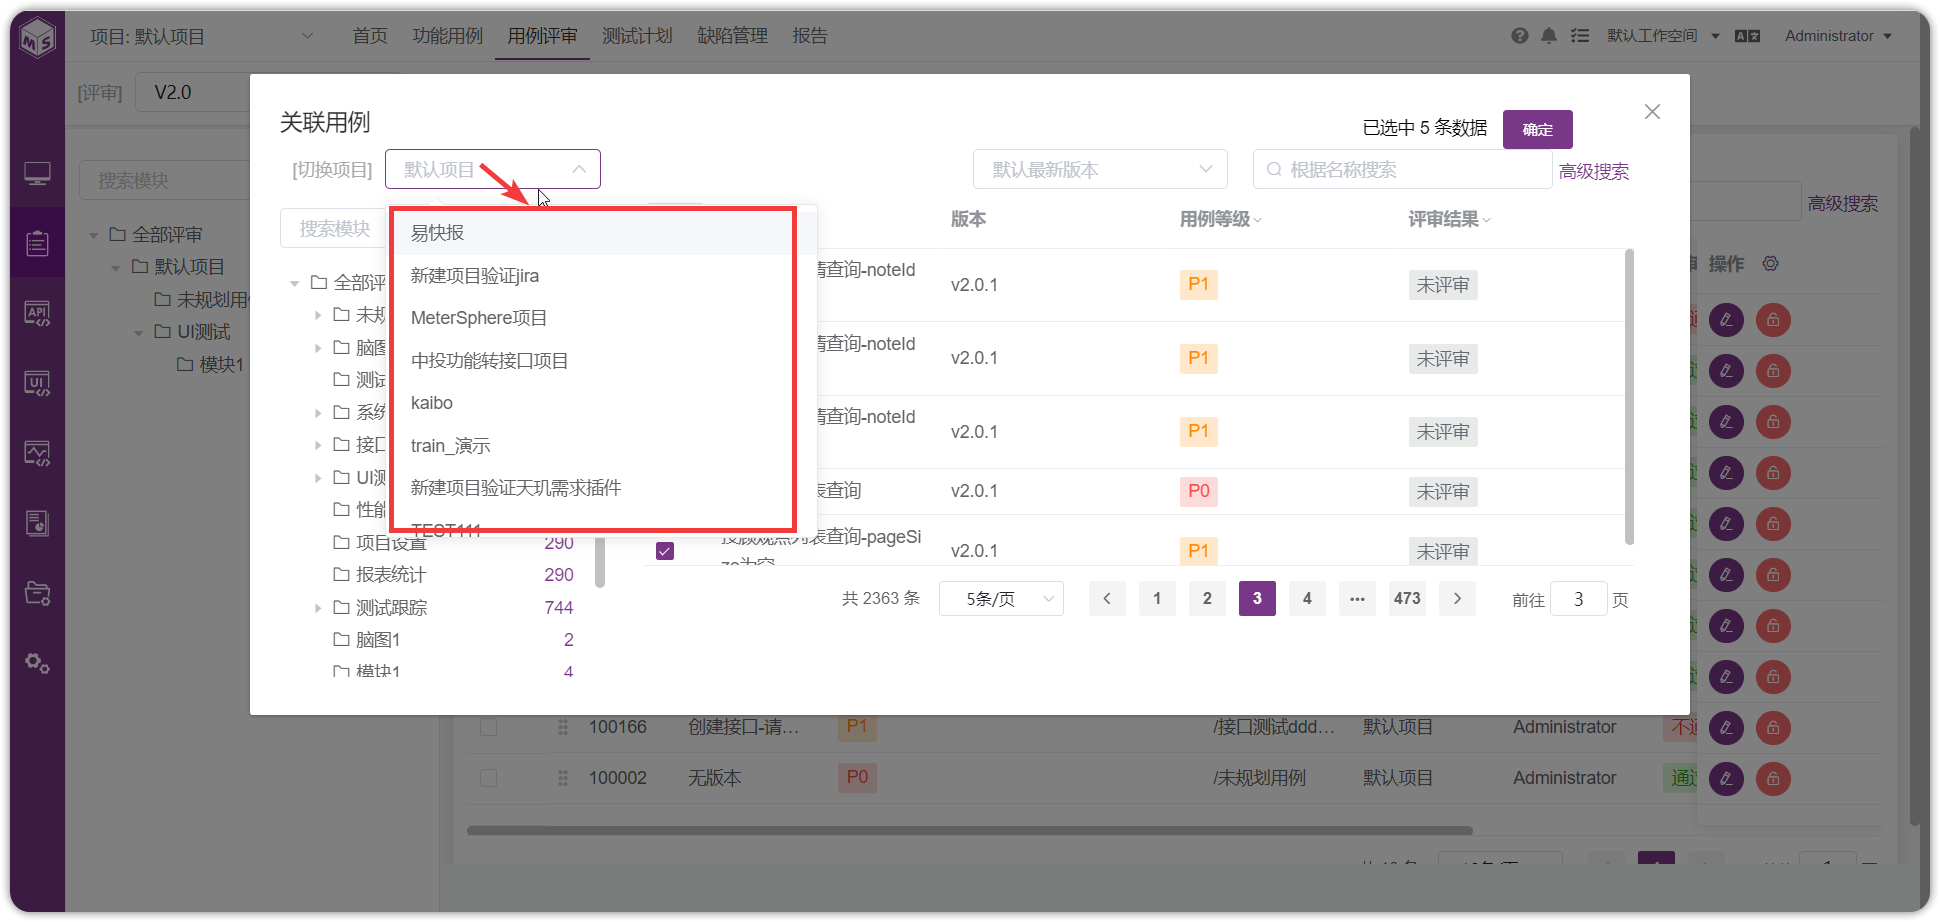 项目: 默认项目
首页
功能用例
用例评审
测试计划
缺陷管理
报告
默认工作空间
Administrator
[评审]
V2.0
关联用例
已选中 5 条数据
确定
[切换项目]
默认项目
默认最新版本
根据名称搜索
高级搜索
搜索模块
全部评审
默认项目
未规划用
UI测试
模块1
搜索模块
全部评
未规
脑图
测试
系统
接口
UI测
性能
项目设置 290
报表统计 290
测试跟踪 744
脑图1 2
模块1 4
易快报
新建项目验证jira
MeterSphere项目
中投功能转接口项目
kaibo
train_演示
新建项目验证天玑需求插件
TEST111
版本
用例等级
评审结果
情查询-noteId
v2.0.1
P1
未评审
情查询-noteId
v2.0.1
P1
未评审
情查询-noteId
v2.0.1
P1
未评审
表查询
v2.0.1
P0
未评审
投顾观点列表查询-pageSi
ze为空
v2.0.1
P1
未评审
共 2363 条
5条/页
1
2
3
4
473
前往 3 页
高级搜索
操作
100166
创建接口-请...
P1
/接口测试ddd...
默认项目
Administrator
不通
100002
无版本
P0
/未规划用例
默认项目
Administrator
通过